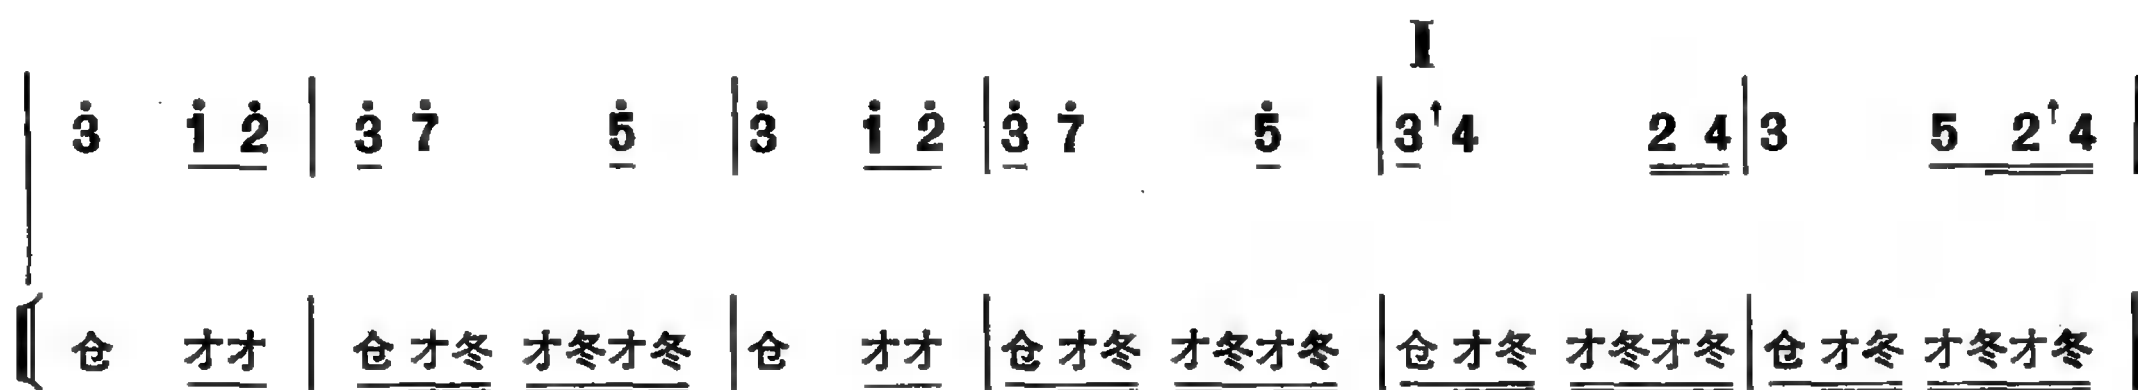 I
3̇ 1̇ 2̇ | 3̇ 7̇ 5̇ | 3̇ 1̇ 2̇ | 3̇ 7̇ 5̇ | 3 ↑4 2 4 | 3 5 2 ↑4 |
仓 才才 | 仓 才冬 才冬才冬 | 仓 才才 | 仓 才冬 才冬才冬 | 仓 才冬 才冬才冬 | 仓 才冬 才冬才冬 |